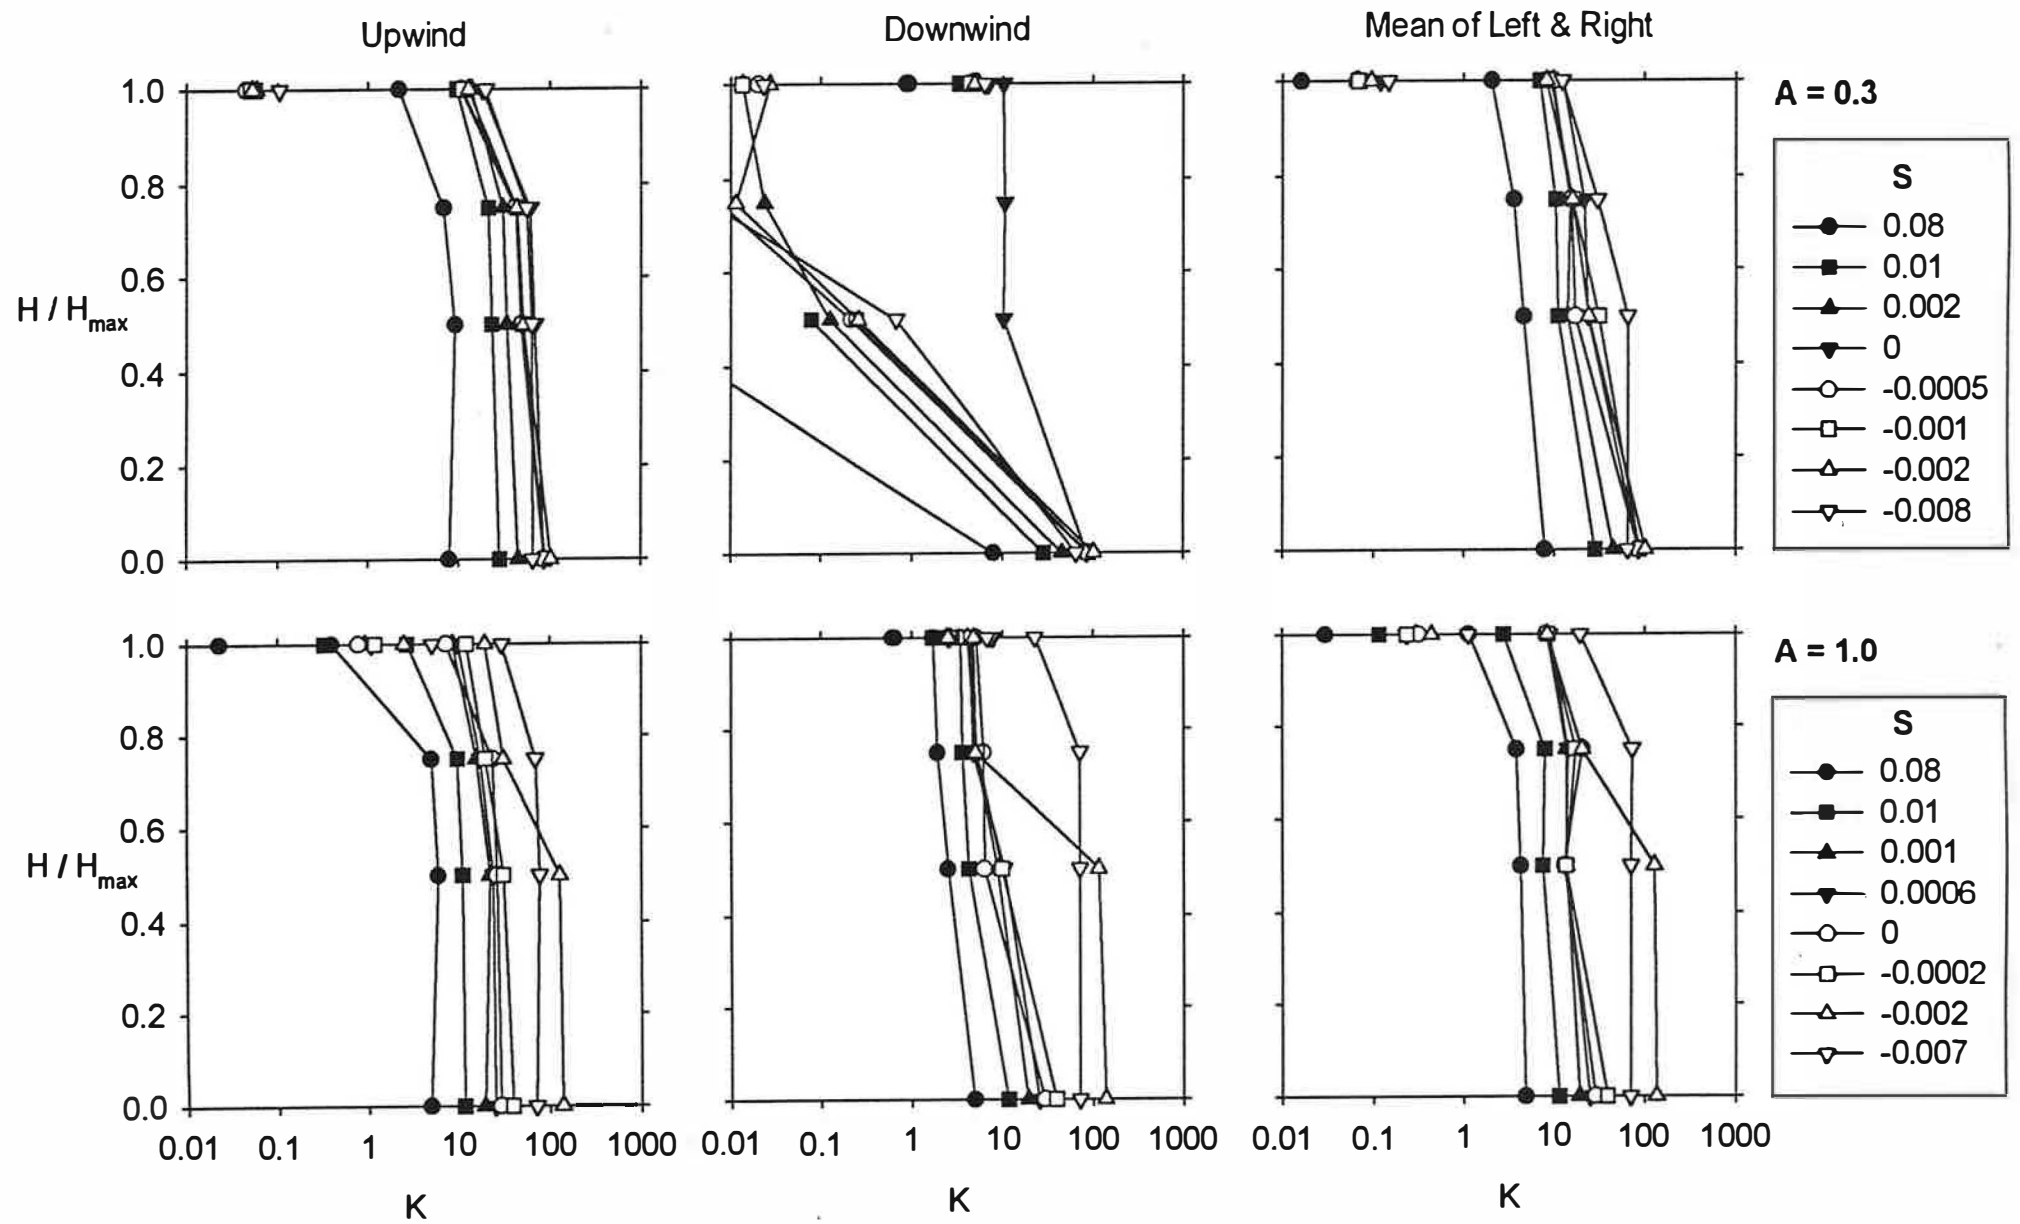 Upwind
Downwind
Mean of Left & Right
A = 0.3
1.0
0.8
0.6
0.4
0.2
0.0
H / Hmax
S
0.08
0.01
0.002
0
-0.0005
-0.001
-0.002
-0.008
A = 1.0
1.0
0.8
0.6
0.4
0.2
0.0
H / Hmax
S
0.08
0.01
0.001
0.0006
0
-0.0002
-0.002
-0.007
0.01 0.1 1 10 100 1000
0.01 0.1 1 10 100 1000
0.01 0.1 1 10 100 1000
K
K
K